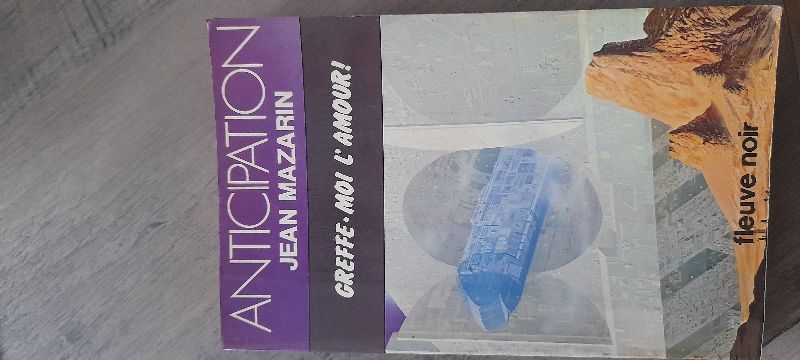 ANTICIPATION
JEAN MAZARIN
GREFFE-MOI L'AMOUR!
fleuve noir